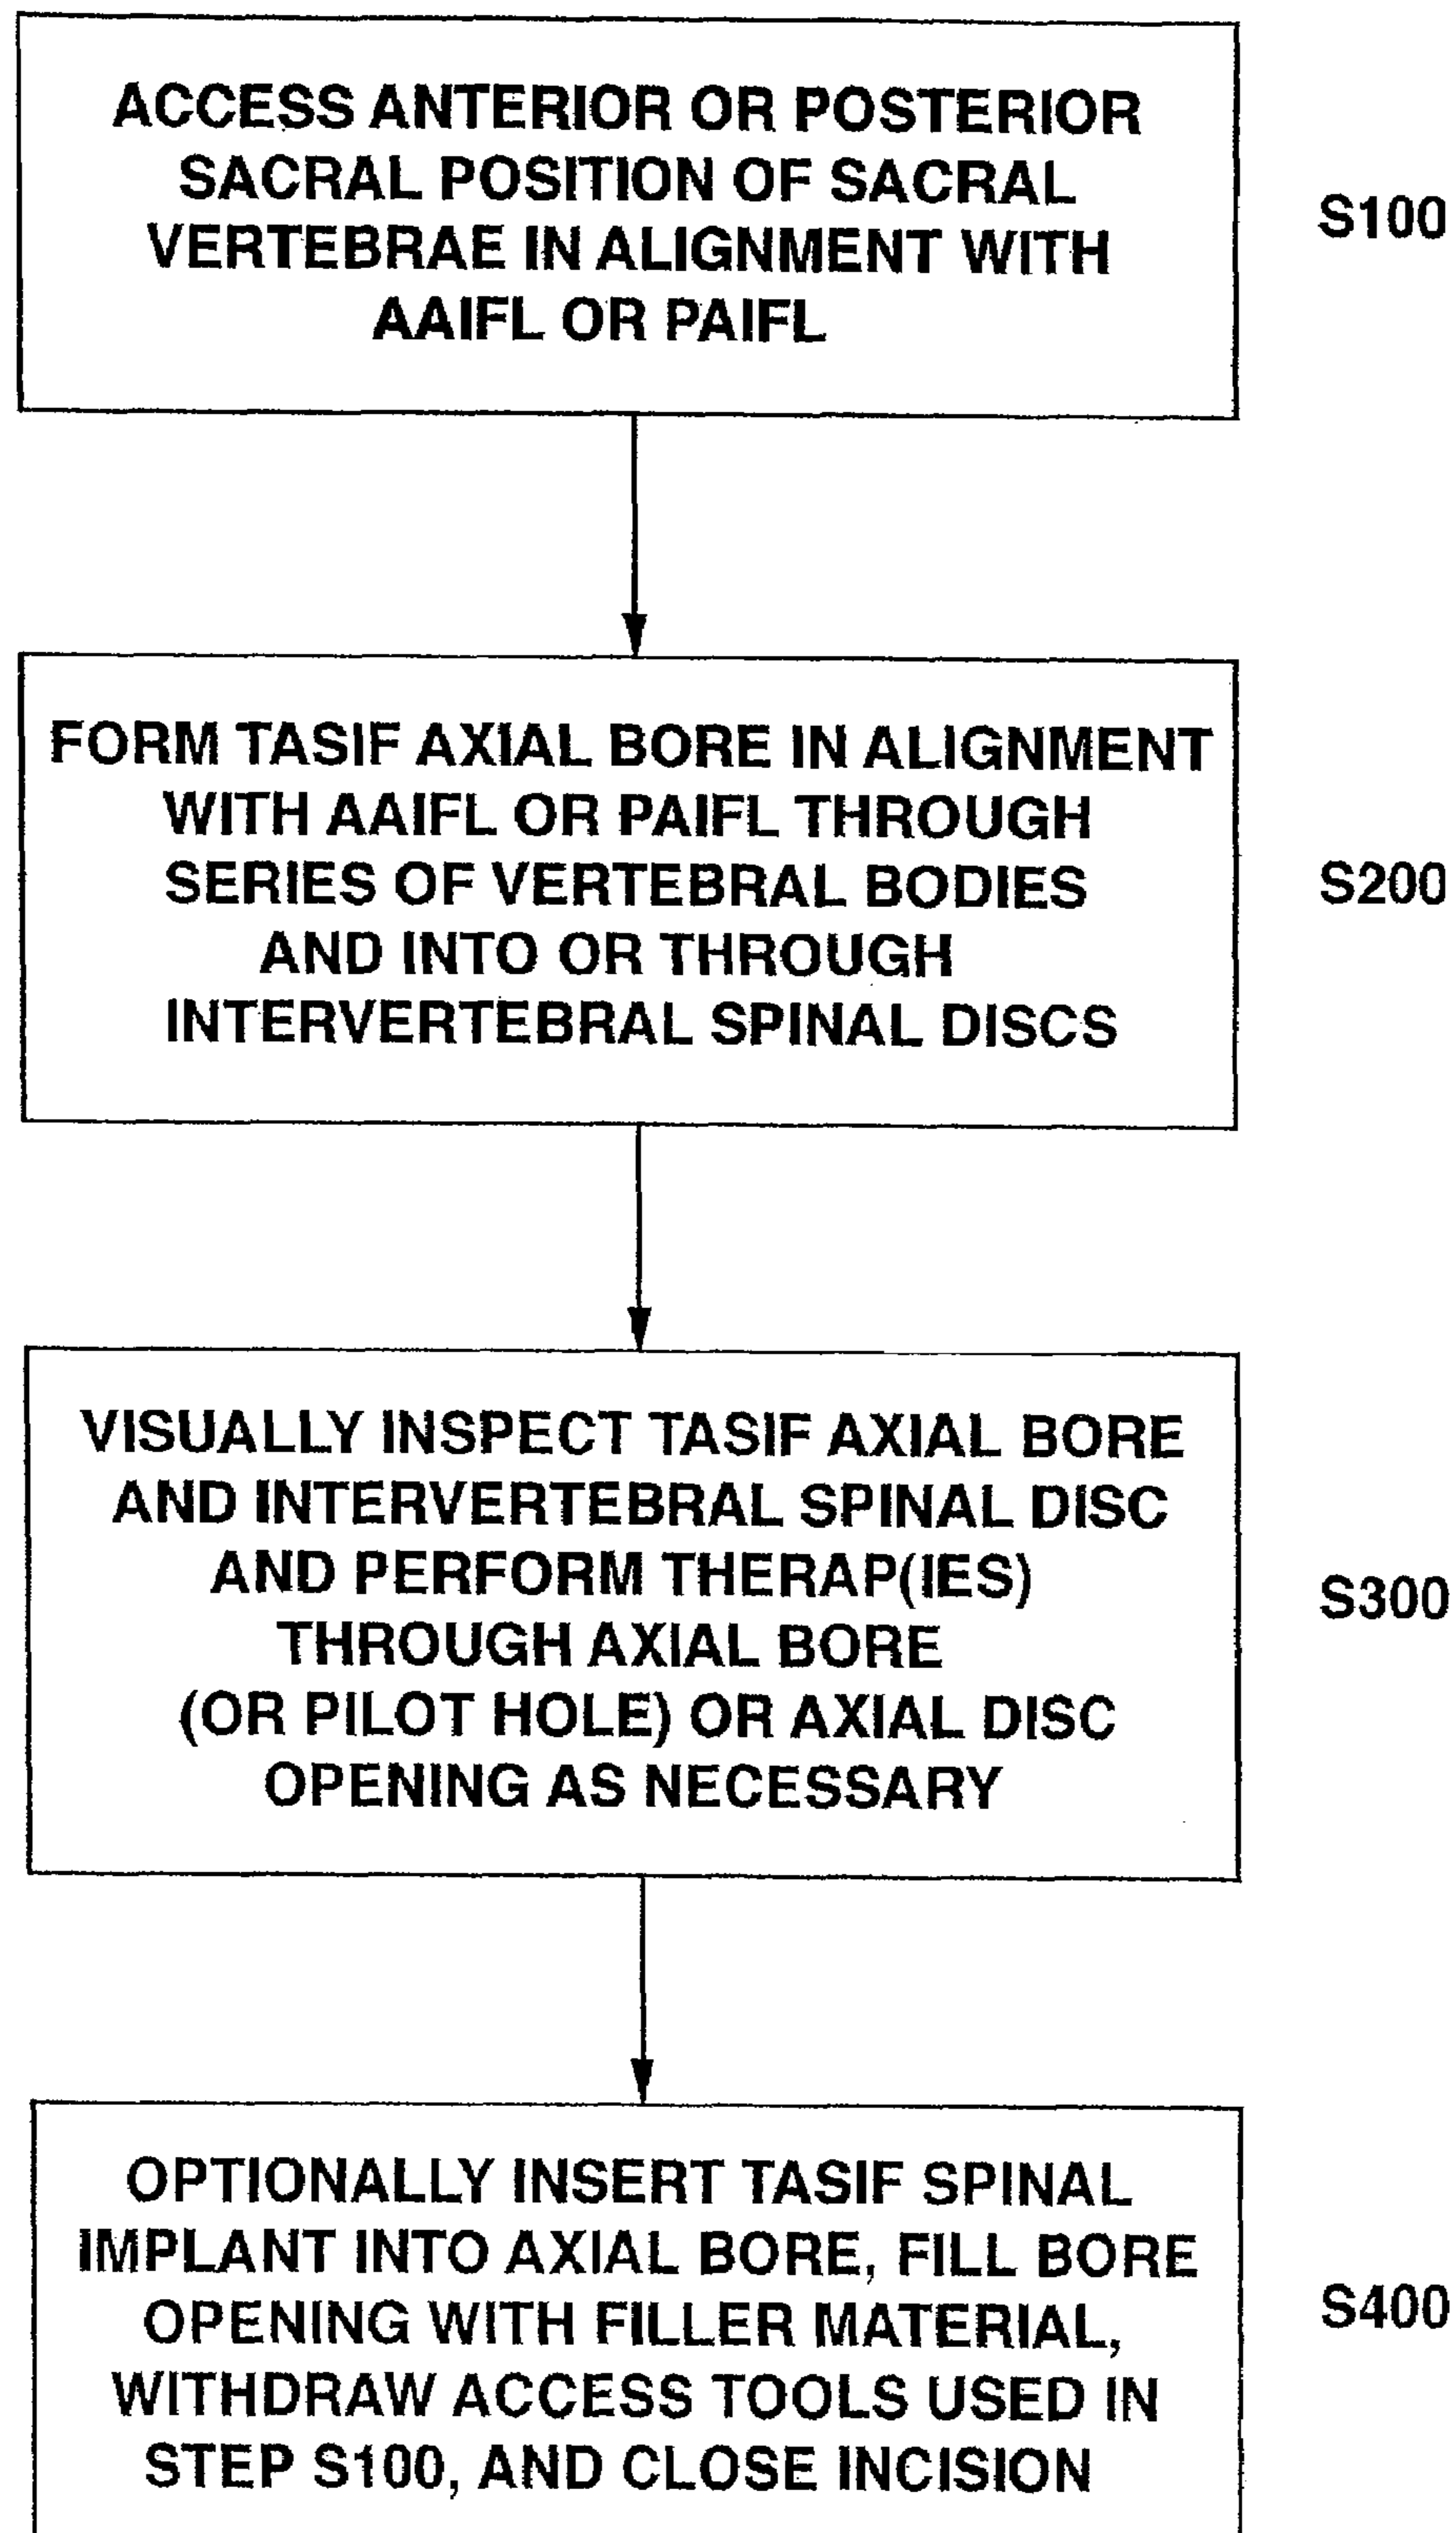 ACCESS ANTERIOR OR POSTERIOR
SACRAL POSITION OF SACRAL
VERTEBRAE IN ALIGNMENT WITH
AAIFL OR PAIFL
S100
FORM TASIF AXIAL BORE IN ALIGNMENT
WITH AAIFL OR PAIFL THROUGH
SERIES OF VERTEBRAL BODIES
AND INTO OR THROUGH
INTERVERTEBRAL SPINAL DISCS
S200
VISUALLY INSPECT TASIF AXIAL BORE
AND INTERVERTEBRAL SPINAL DISC
AND PERFORM THERAP(IES)
THROUGH AXIAL BORE
(OR PILOT HOLE) OR AXIAL DISC
OPENING AS NECESSARY
S300
OPTIONALLY INSERT TASIF SPINAL
IMPLANT INTO AXIAL BORE, FILL BORE
OPENING WITH FILLER MATERIAL,
WITHDRAW ACCESS TOOLS USED IN
STEP S100, AND CLOSE INCISION
S400